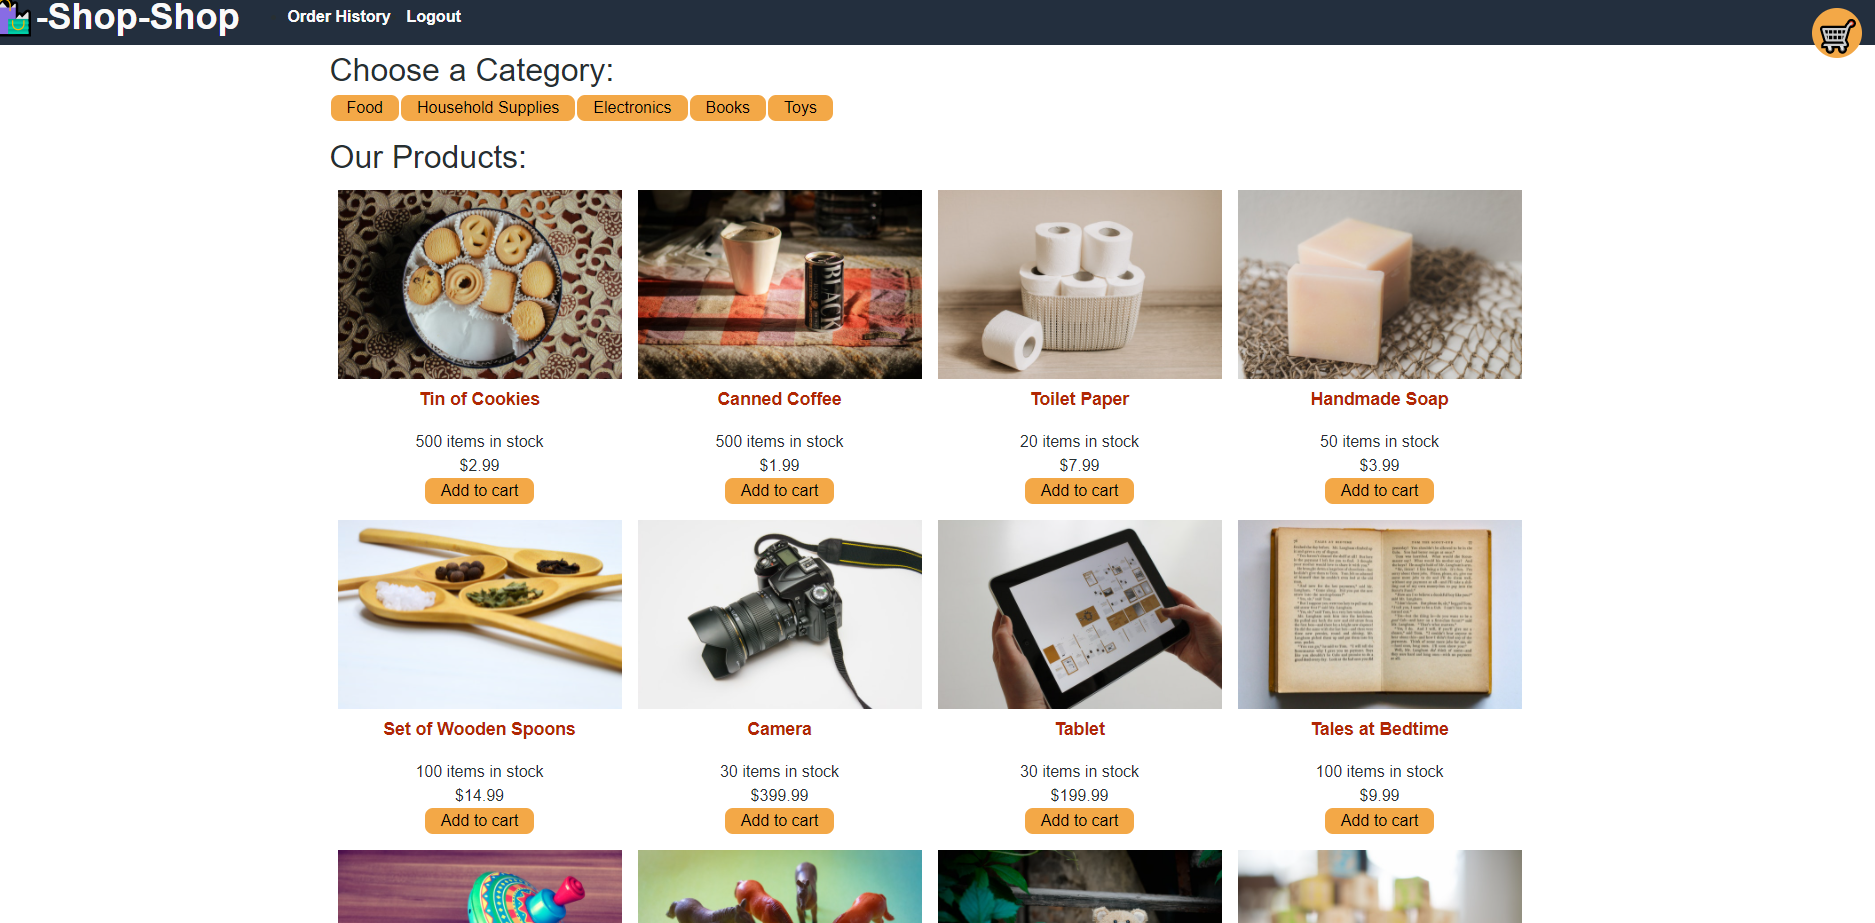 -Shop-Shop
Order History Logout
Choose a Category:
Food Household Supplies Electronics Books Toys
Our Products:
BLACK
Tin of Cookies Canned Coffee Toilet Paper Handmade Soap
500 items in stock 500 items in stock 20 items in stock 50 items in stock
$2.99 $1.99 $7.99 $3.99
Add to cart Add to cart Add to cart Add to cart
Set of Wooden Spoons Camera Tablet Tales at Bedtime
100 items in stock 30 items in stock 30 items in stock 100 items in stock
$14.99 $399.99 $199.99 $9.99
Add to cart Add to cart Add to cart Add to cart